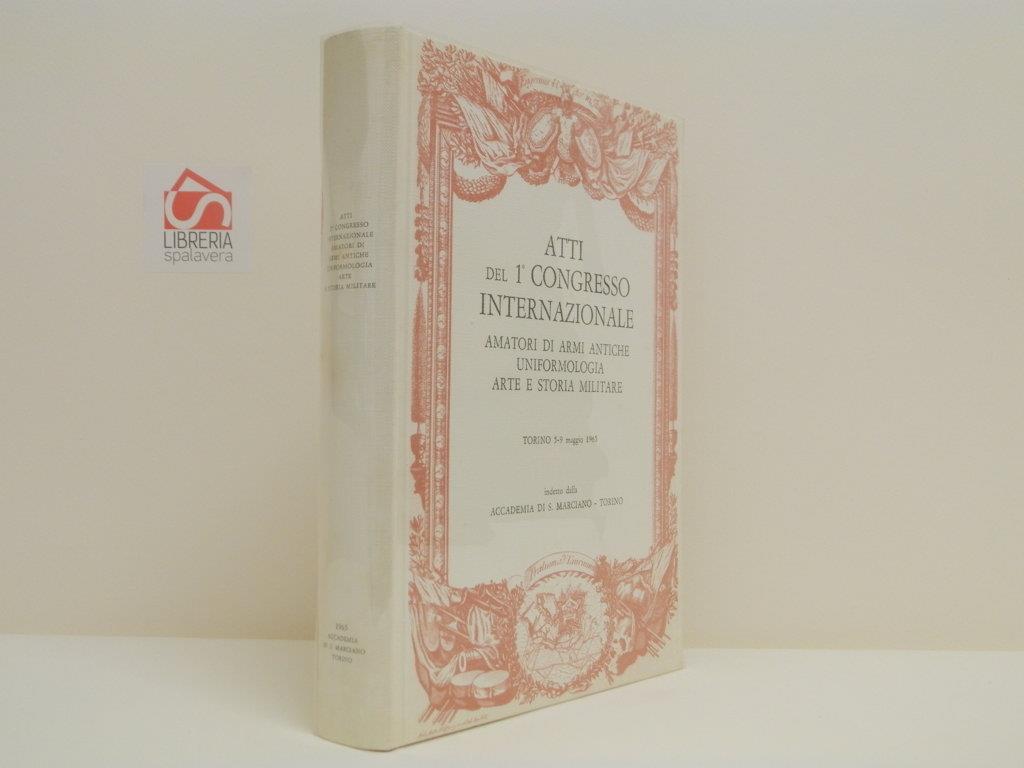 LIBRERIA
spalavera
ATTI
1° CONGRESSO
INTERNAZIONALE
AMATORI DI
ARMI ANTICHE
UNIFORMOLOGIA
ARTE
E STORIA MILITARE
1965
ACCADEMIA
DI S. MARCIANO
TORINO
ATTI
DEL 1° CONGRESSO
INTERNAZIONALE
AMATORI DI ARMI ANTICHE
UNIFORMOLOGIA
ARTE E STORIA MILITARE
TORINO 5-9 maggio 1965
indetto dalla
ACCADEMIA DI S. MARCIANO - TORINO